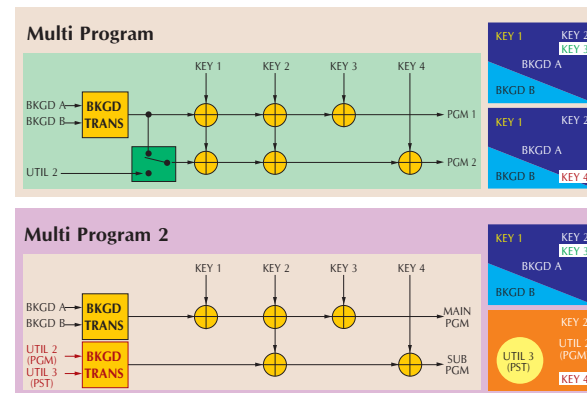 Multi Program
KEY 1 KEY 2 KEY 3 KEY 4
BKGD A
BKGD B
BKGD
TRANS
PGM 1
UTIL 2
PGM 2
KEY 1 KEY 2
KEY 3
BKGD A
BKGD B
KEY 1 KEY 2
BKGD A
BKGD B
KEY 4
Multi Program 2
KEY 1 KEY 2 KEY 3 KEY 4
BKGD A
BKGD B
BKGD
TRANS
MAIN
PGM
UTIL 2
(PGM)
UTIL 3
(PST)
BKGD
TRANS
SUB
PGM
KEY 1 KEY 2
KEY 3
BKGD A
BKGD B
KEY 2
UTIL 2
(PGM)
UTIL 3
(PST)
KEY 4